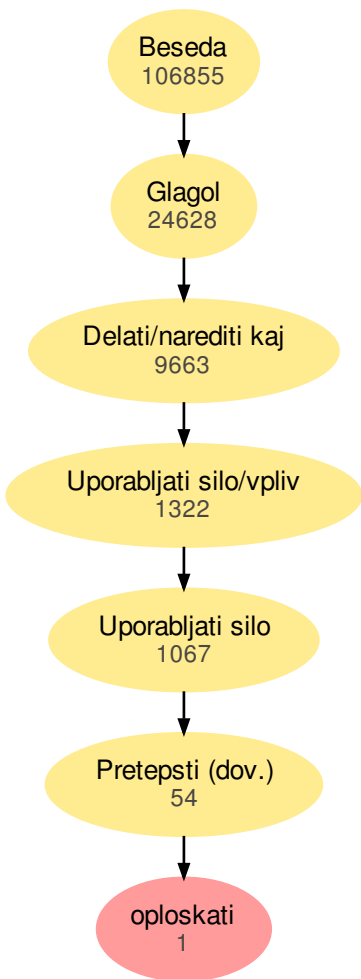 Beseda
106855
Glagol
24628
Delati/narediti kaj
9663
Uporabljati silo/vpliv
1322
Uporabljati silo
1067
Pretepsti (dov.)
54
oploskati
1